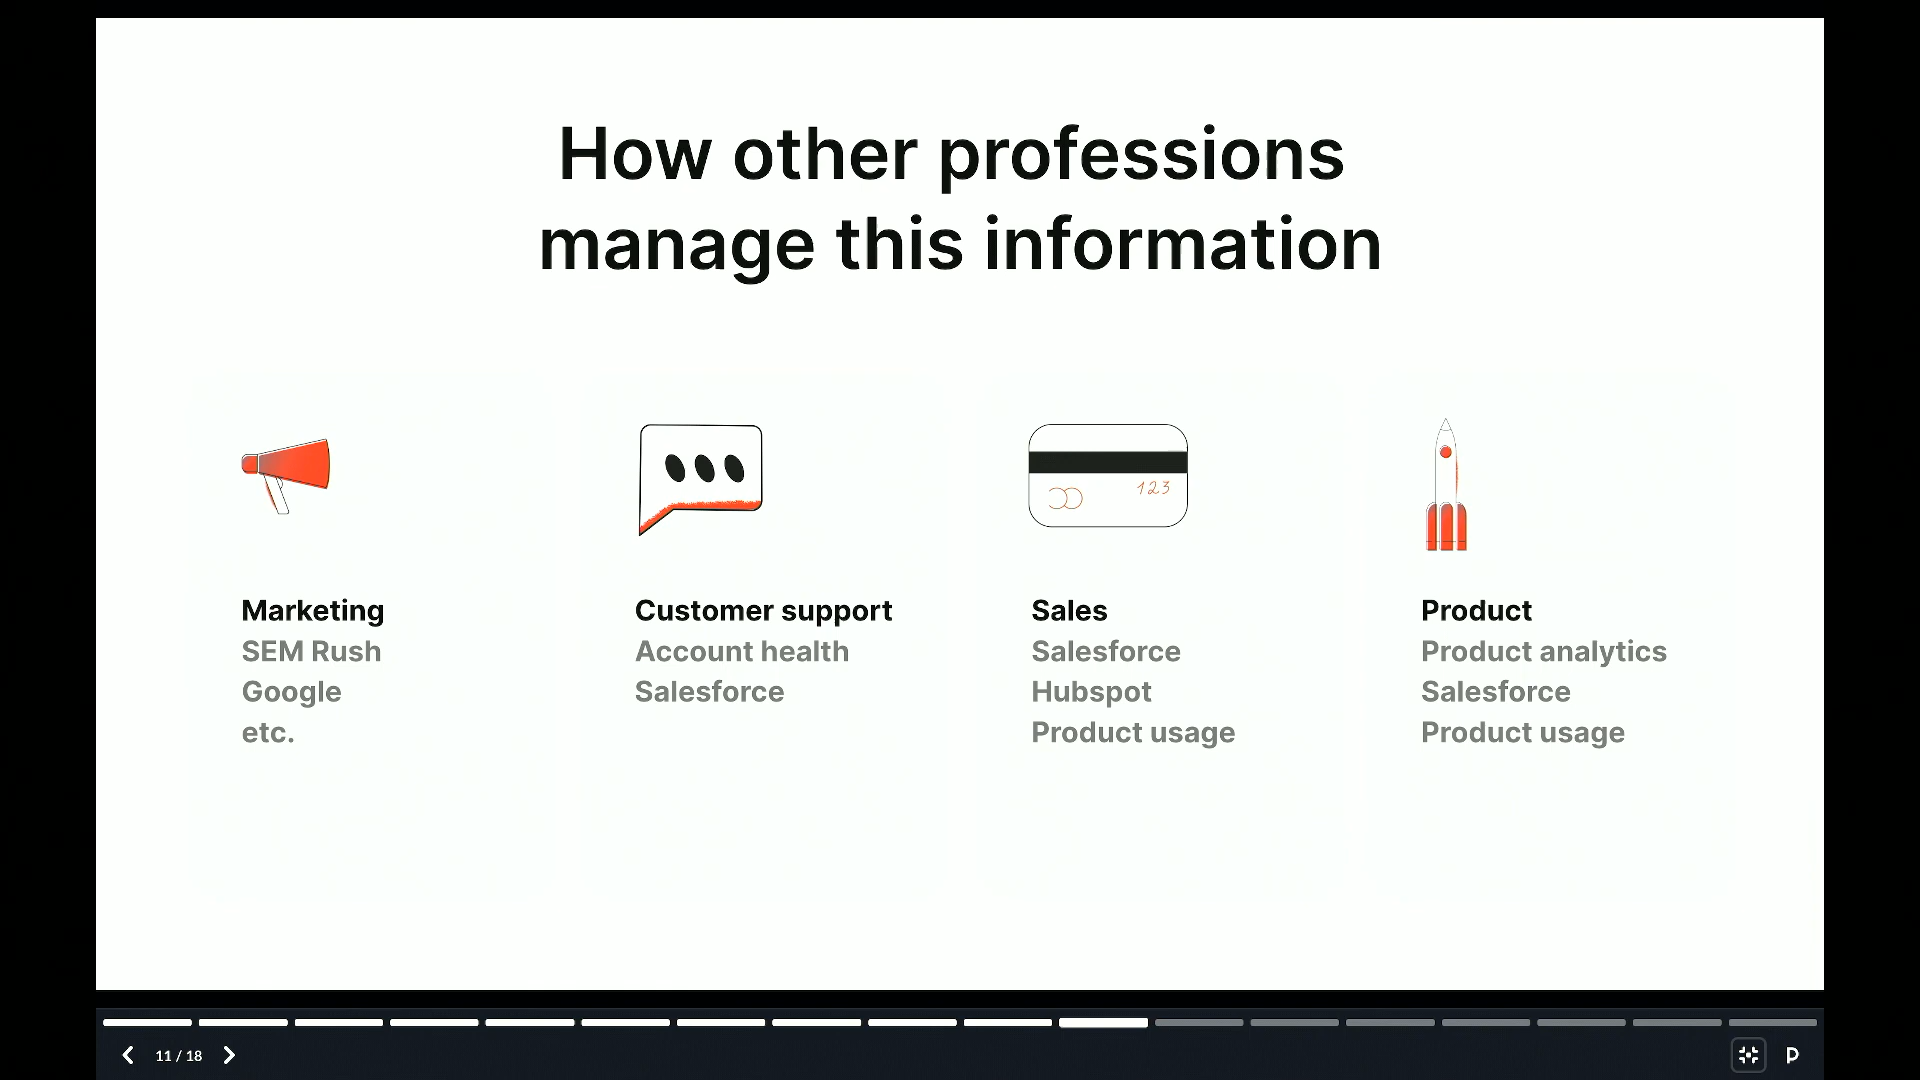 How other professions
manage this information
123
Marketing
SEM Rush
Google
etc.
Customer support
Account health
Salesforce
Sales
Salesforce
Hubspot
Product usage
Product
Product analytics
Salesforce
Product usage
11 / 18